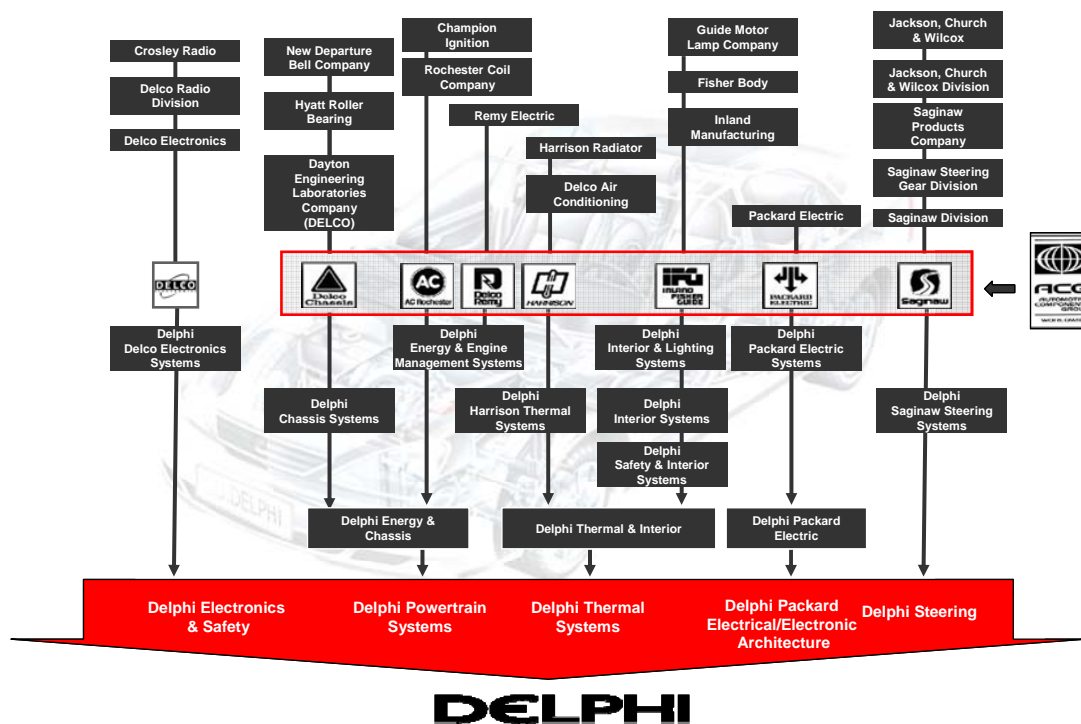 Crosley Radio
Delco Radio
Division
Delco Electronics
New Departure
Bell Company
Hyatt Roller
Bearing
Dayton
Engineering
Laboratories
Company
(DELCO)
Champion
Ignition
Rochester Coil
Company
Remy Electric
Harrison Radiator
Delco Air
Conditioning
Guide Motor
Lamp Company
Fisher Body
Inland
Manufacturing
Packard Electric
Jackson, Church
& Wilcox
Jackson, Church
& Wilcox Division
Saginaw
Products
Company
Saginaw Steering
Gear Division
Saginaw Division
DELCO
Delco
Chassis
AC
AC Rochester
Delco
Remy
HARRISON
IFG
INLAND
FISHER
GUIDE
PACKARD
ELECTRIC
Saginaw
ACG
AUTOMOTIVE
COMPONENTS
GROUP
Delphi
Delco Electronics
Systems
Delphi
Energy & Engine
Management Systems
Delphi
Interior & Lighting
Systems
Delphi
Packard Electric
Systems
Delphi
Chassis Systems
Delphi
Harrison Thermal
Systems
Delphi
Interior Systems
Delphi
Saginaw Steering
Systems
Delphi
Safety & Interior
Systems
DELPHI
Delphi Energy &
Chassis
Delphi Thermal & Interior
Delphi Packard
Electric
Delphi Electronics
& Safety
Delphi Powertrain
Systems
Delphi Thermal
Systems
Delphi Packard
Electrical/Electronic
Architecture
Delphi Steering
DELPHI